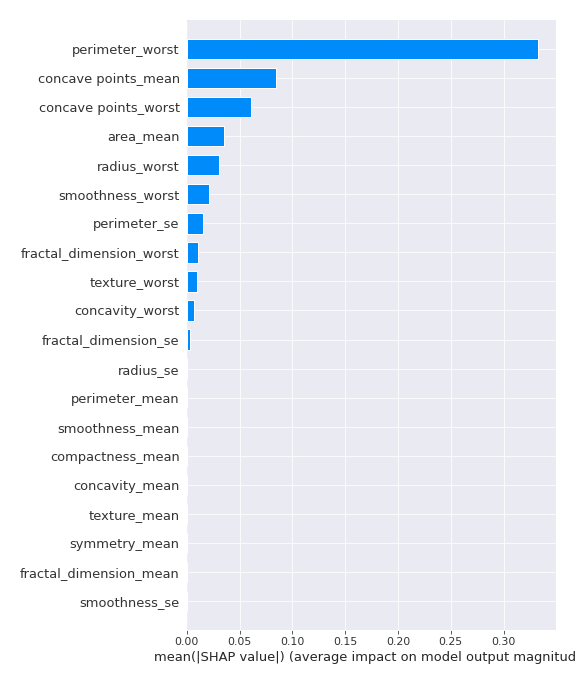 perimeter_worst
concave points_mean
concave points_worst
area_mean
radius_worst
smoothness_worst
perimeter_se
fractal_dimension_worst
texture_worst
concavity_worst
fractal_dimension_se
radius_se
perimeter_mean
smoothness_mean
compactness_mean
concavity_mean
texture_mean
symmetry_mean
fractal_dimension_mean
smoothness_se
0.00 0.05 0.10 0.15 0.20 0.25 0.30
mean(|SHAP value|) (average impact on model output magnitud